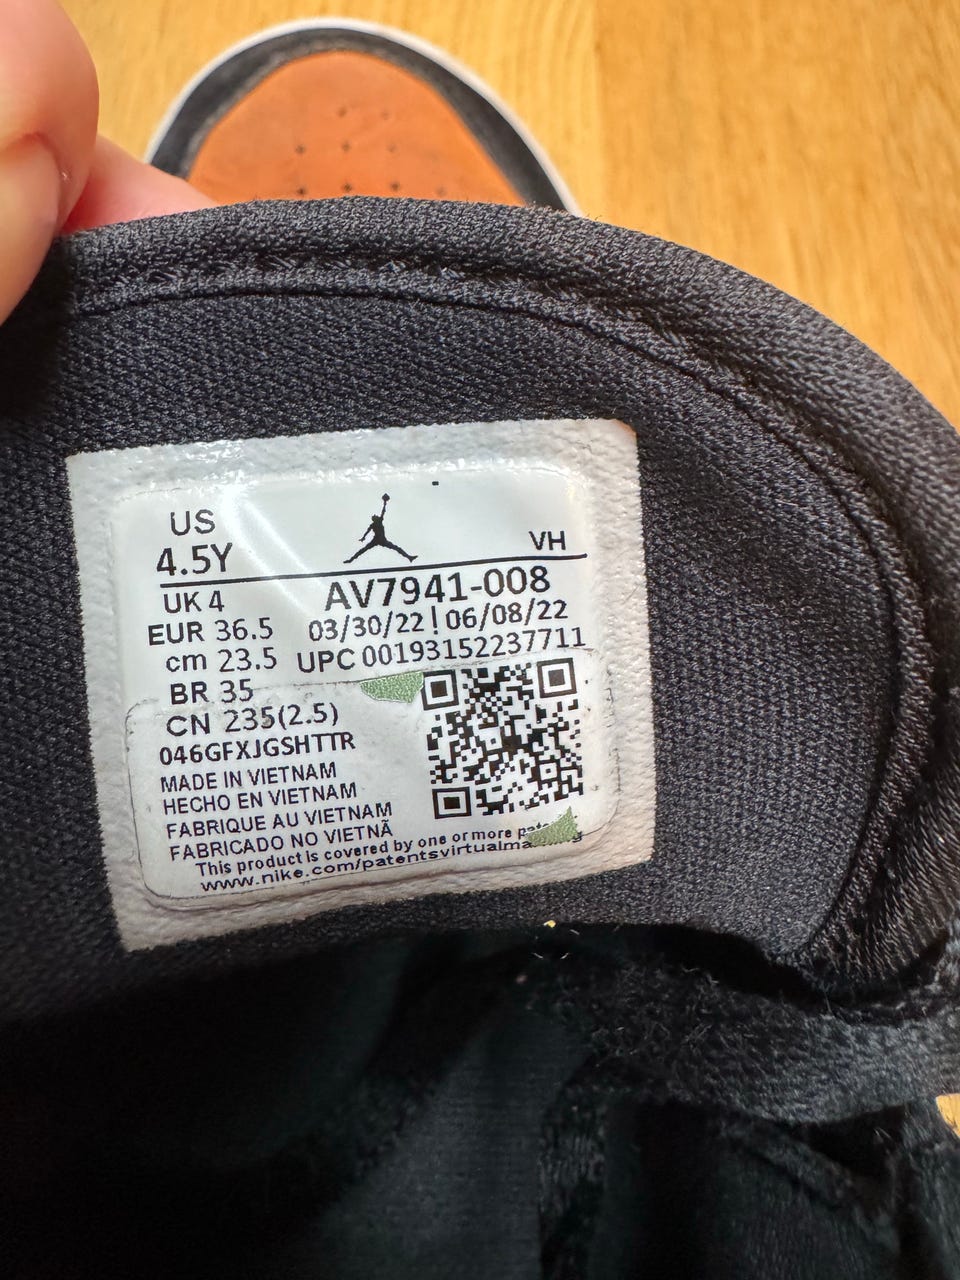 US
4.5Y
VH
UK 4
AV7941-008
EUR 36.5
03/30/22 ! 06/08/22
cm 23.5
UPC 00193152237711
BR 35
CN 235(2.5)
046GFXJGSHTTR
MADE IN VIETNAM
HECHO EN VIETNAM
FABRIQUE AU VIETNAM
FABRICADO NO VIETNÃ
This product is covered by one or more
www.nike.com/patentsvirtualma